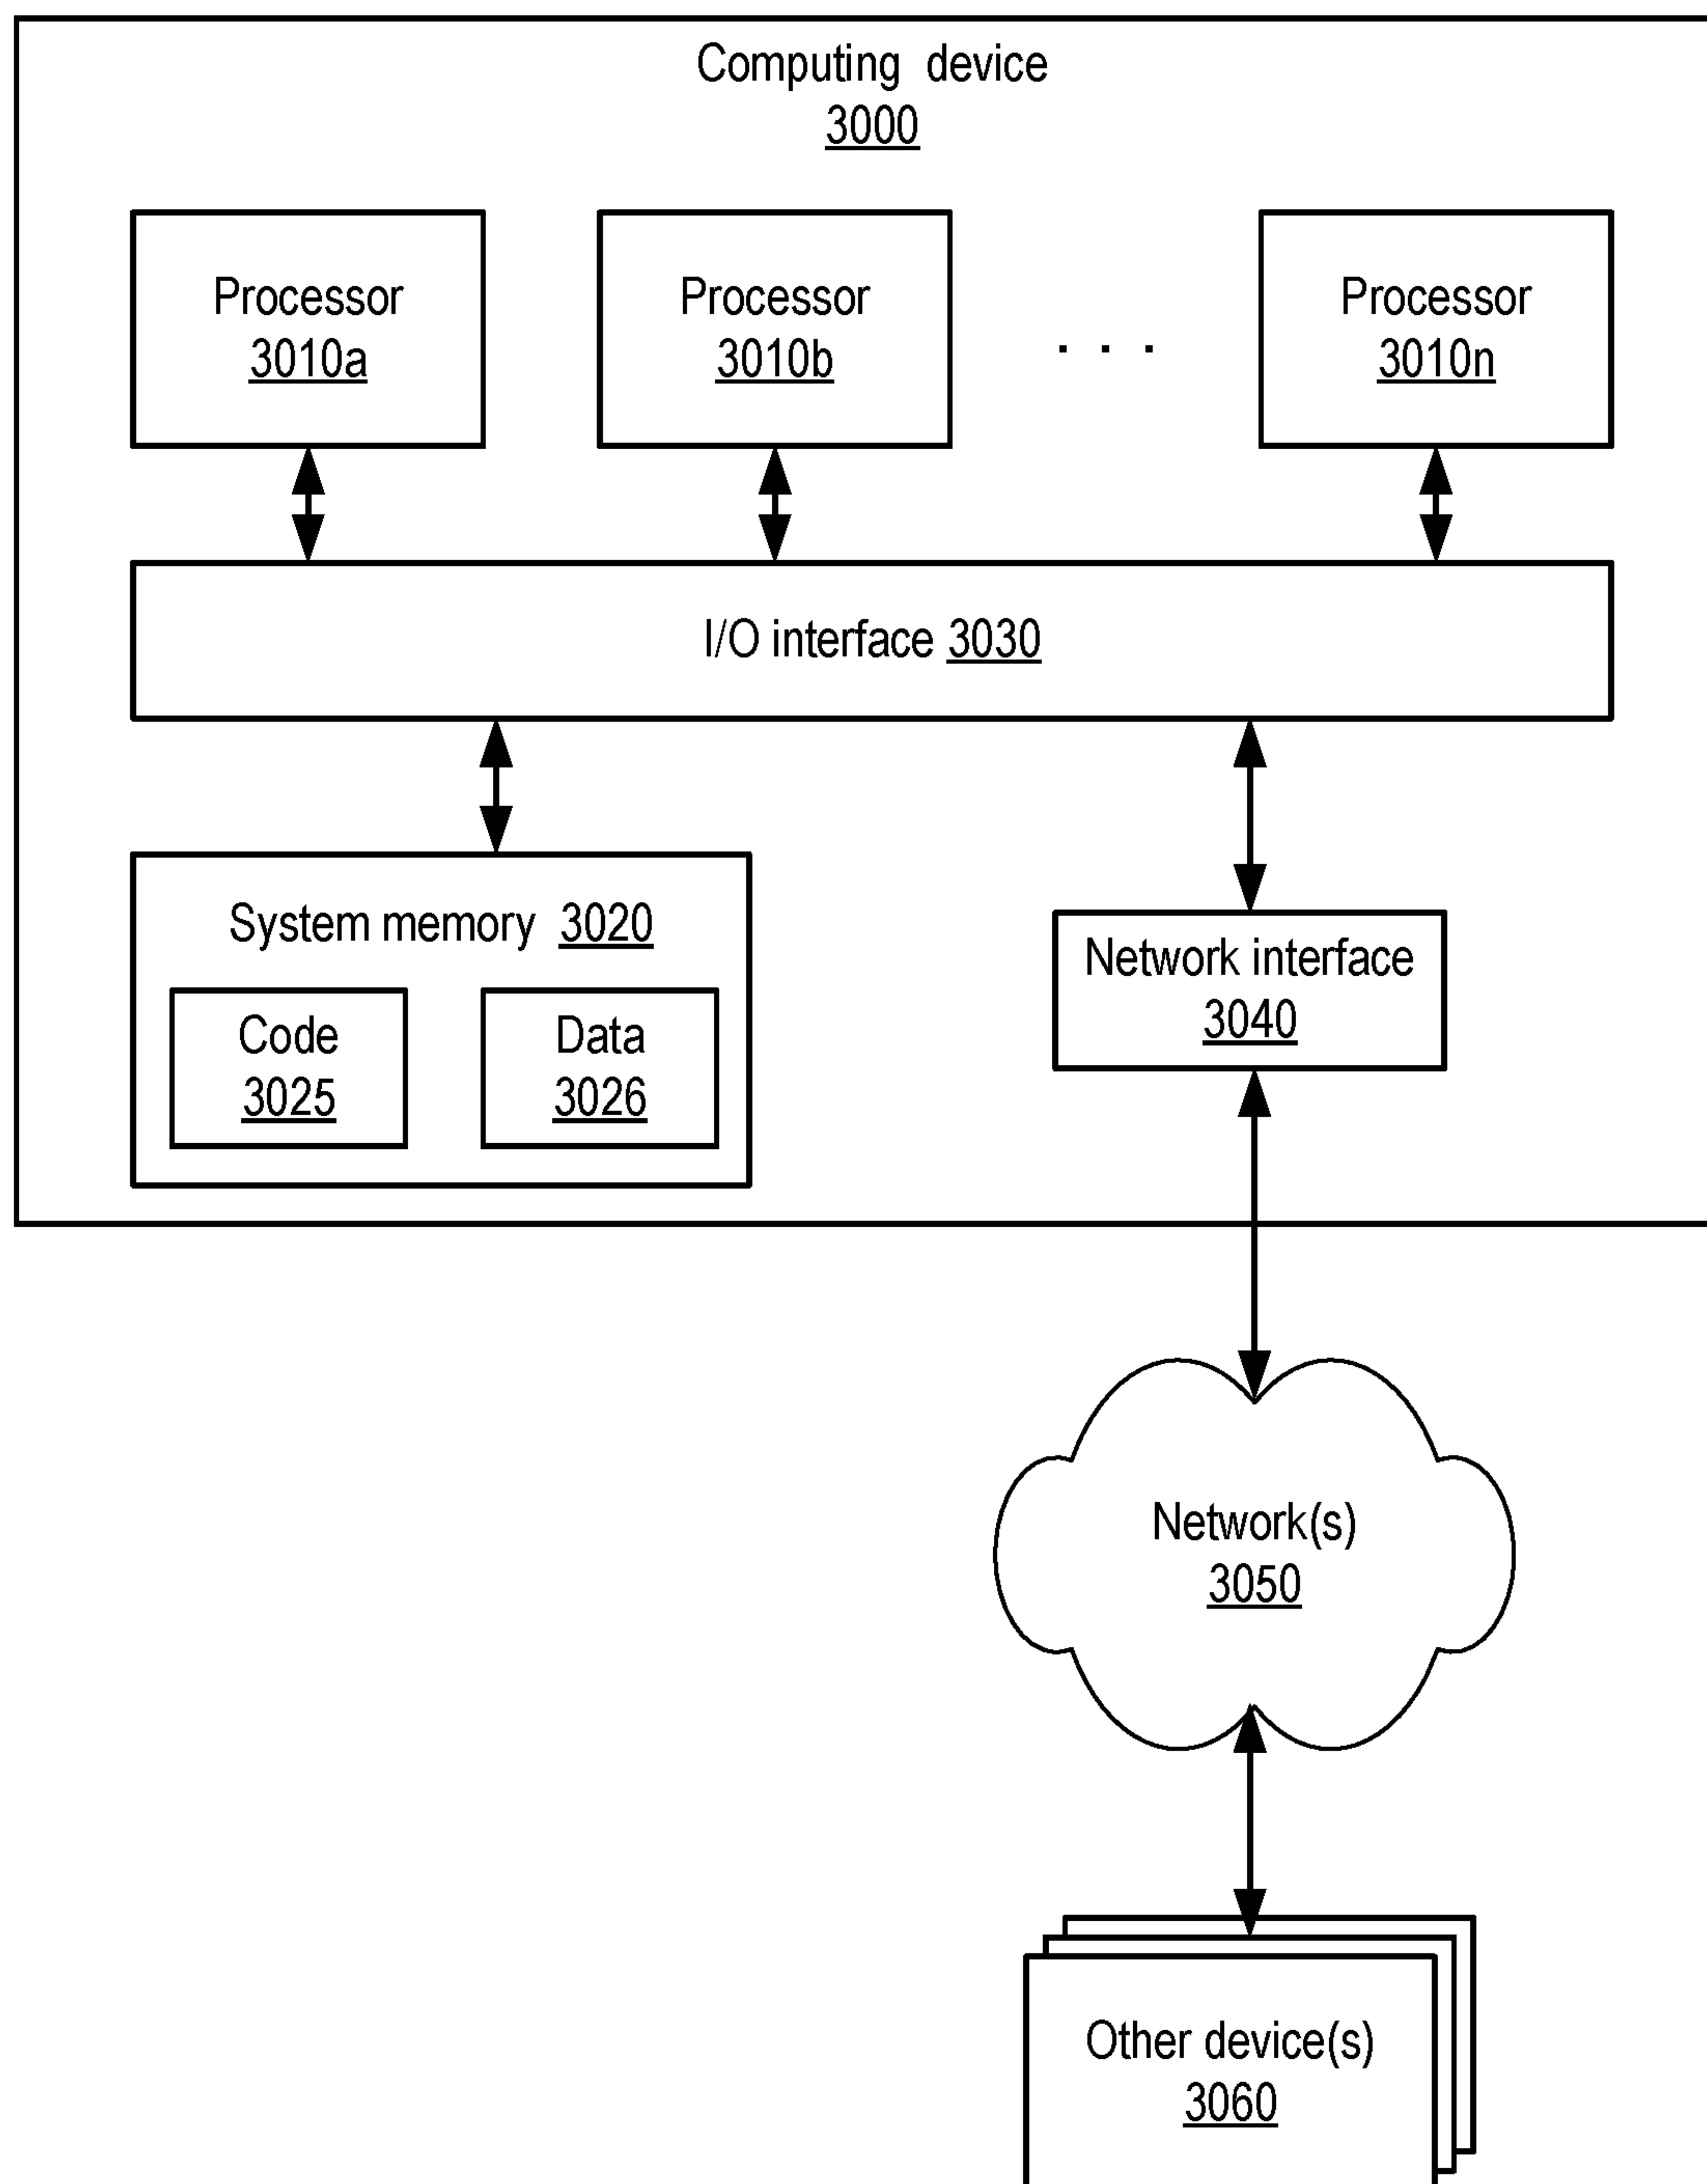 Computing device
3000
Processor
3010a
Processor
3010b
. . .
Processor
3010n
I/O interface 3030
System memory 3020
Code
3025
Data
3026
Network interface
3040
Network(s)
3050
Other device(s)
3060